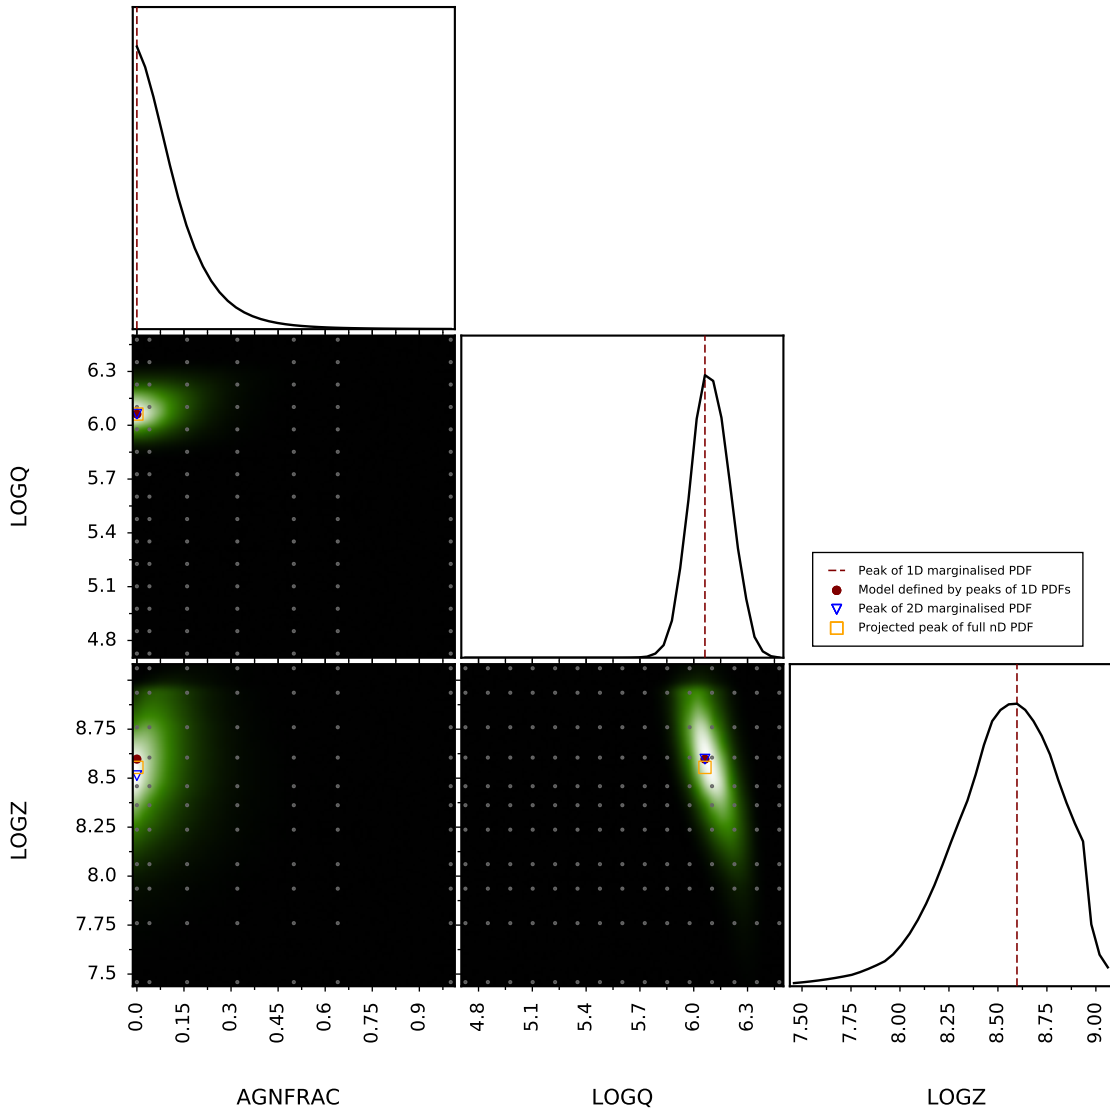 6.3
6.0
5.7
5.4
5.1
4.8
LOGQ
Peak of 1D marginalised PDF
Model defined by peaks of 1D PDFs
Peak of 2D marginalised PDF
Projected peak of full nD PDF
8.75
8.5
8.25
8.0
7.75
7.5
LOGZ
0.0 0.15 0.3 0.45 0.6 0.75 0.9
4.8 5.1 5.4 5.7 6.0 6.3
7.50 7.75 8.00 8.25 8.50 8.75 9.00
AGNFRAC LOGQ LOGZ